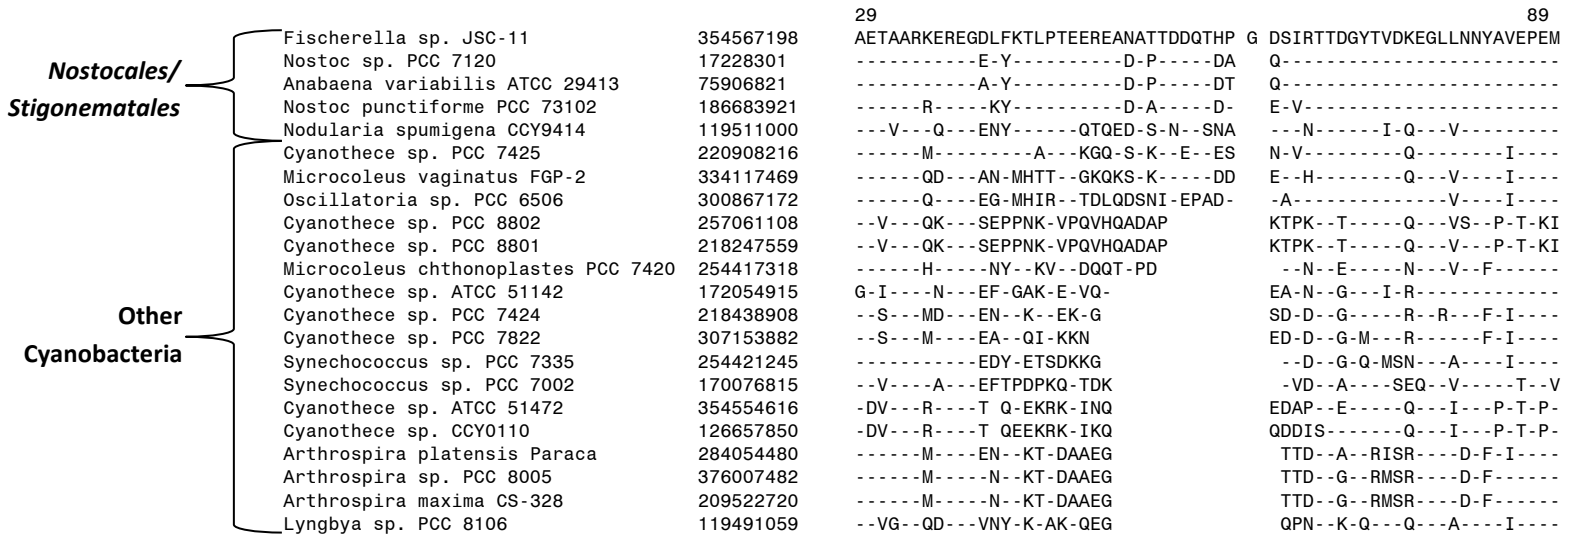 29 89
Fischerella sp. JSC-11 354567198 AETAARKEREGDLFKTLPTEEREANATTDDQTHP G DSIRTTDGYTVDKEGLLNNYAVEPEM
Nostoc sp. PCC 7120 17228301 -----------E-Y----------D-P-----DA Q-------------------------
Anabaena variabilis ATCC 29413 75906821 -----------A-Y----------D-P-----DT Q-------------------------
Nostoc punctiforme PCC 73102 186683921 ------R-----KY----------D-A-----D- E-V-----------------------
Nodularia spumigena CCY9414 119511000 ---V---Q---ENY------QTQED-S-N--SNA ---N------I-Q---V---------
Cyanothece sp. PCC 7425 220908216 ------M---------A---KGQ-S-K--E--ES N-V---------Q--------I----
Microcoleus vaginatus FGP-2 334117469 ------QD---AN-MHTT--GKQKS-K-----DD E--H--------Q---V----I----
Oscillatoria sp. PCC 6506 300867172 ------Q----EG-MHIR--TDLQDSNI-EPAD- -A---------------V----I----
Cyanothece sp. PCC 8802 257061108 --V---QK---SEPPNK-VPQVHQADAP KTPK--T-----Q---VS--P-T-KI
Cyanothece sp. PCC 8801 218247559 --V---QK---SEPPNK-VPQVHQADAP KTPK--T-----Q---V---P-T-KI
Microcoleus chthonoplastes PCC 7420 254417318 ------H-----NY--KV--DQQT-PD --N--E-----N---V--F------
Cyanothece sp. ATCC 51142 172054915 G-I----N---EF-GAK-E-VQ- EA-N--G---I-R-------------
Cyanothece sp. PCC 7424 218438908 --S---MD---EN--K--EK-G SD-D--G-----R--R---F-I----
Cyanothece sp. PCC 7822 307153882 --S---M----EA--QI-KKN ED-D--G-M---R-------F-I----
Synechococcus sp. PCC 7335 254421245 -----------EDY-ETSDKKG --D--G-Q-MSN---A----I----
Synechococcus sp. PCC 7002 170076815 --V----A---EFTPDPKQ-TDK -VD--A----SEQ--V-----T--V
Cyanothece sp. ATCC 51472 354554616 -DV---R----T Q-EKRK-INQ EDAP--E-----Q---I---P-T-P-
Cyanothece sp. CCY0110 126657850 -DV---R----T QEEKRK-IKQ QDDIS-------Q---I---P-T-P-
Arthrospira platensis Paraca 284054480 ------M----EN--KT-DAAEG TTD--A--RISR----D-F-I----
Arthrospira sp. PCC 8005 376007482 ------M-----N--KT-DAAEG TTD--G--RMSR----D-F------
Arthrospira maxima CS-328 209522720 ------M-----N--KT-DAAEG TTD--G--RMSR----D-F------
Lyngbya sp. PCC 8106 119491059 --VG--QD---VNY-K-AK-QEG QPN--K-Q---Q---A----I----
Nostocales/
Stigonematales
Other
Cyanobacteria